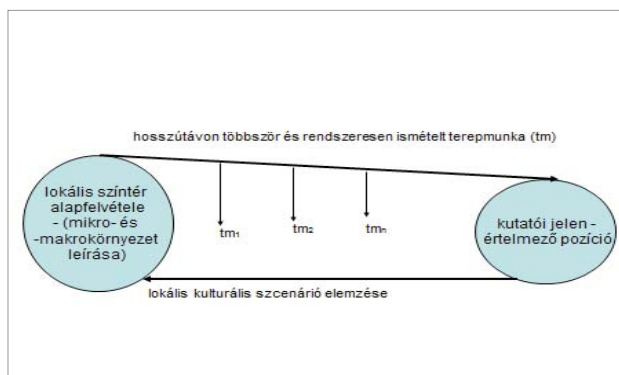 hosszútávon többször és rendszeresen ismételt terepmunka (tm)
lokális színtér
alapfelvétele
- (mikro- és
-makrokörnyezet
leírása)
tm₁
tm₂
tmₙ
kutatói jelen -
értelmező pozíció
lokális kulturális szcenárió elemzése